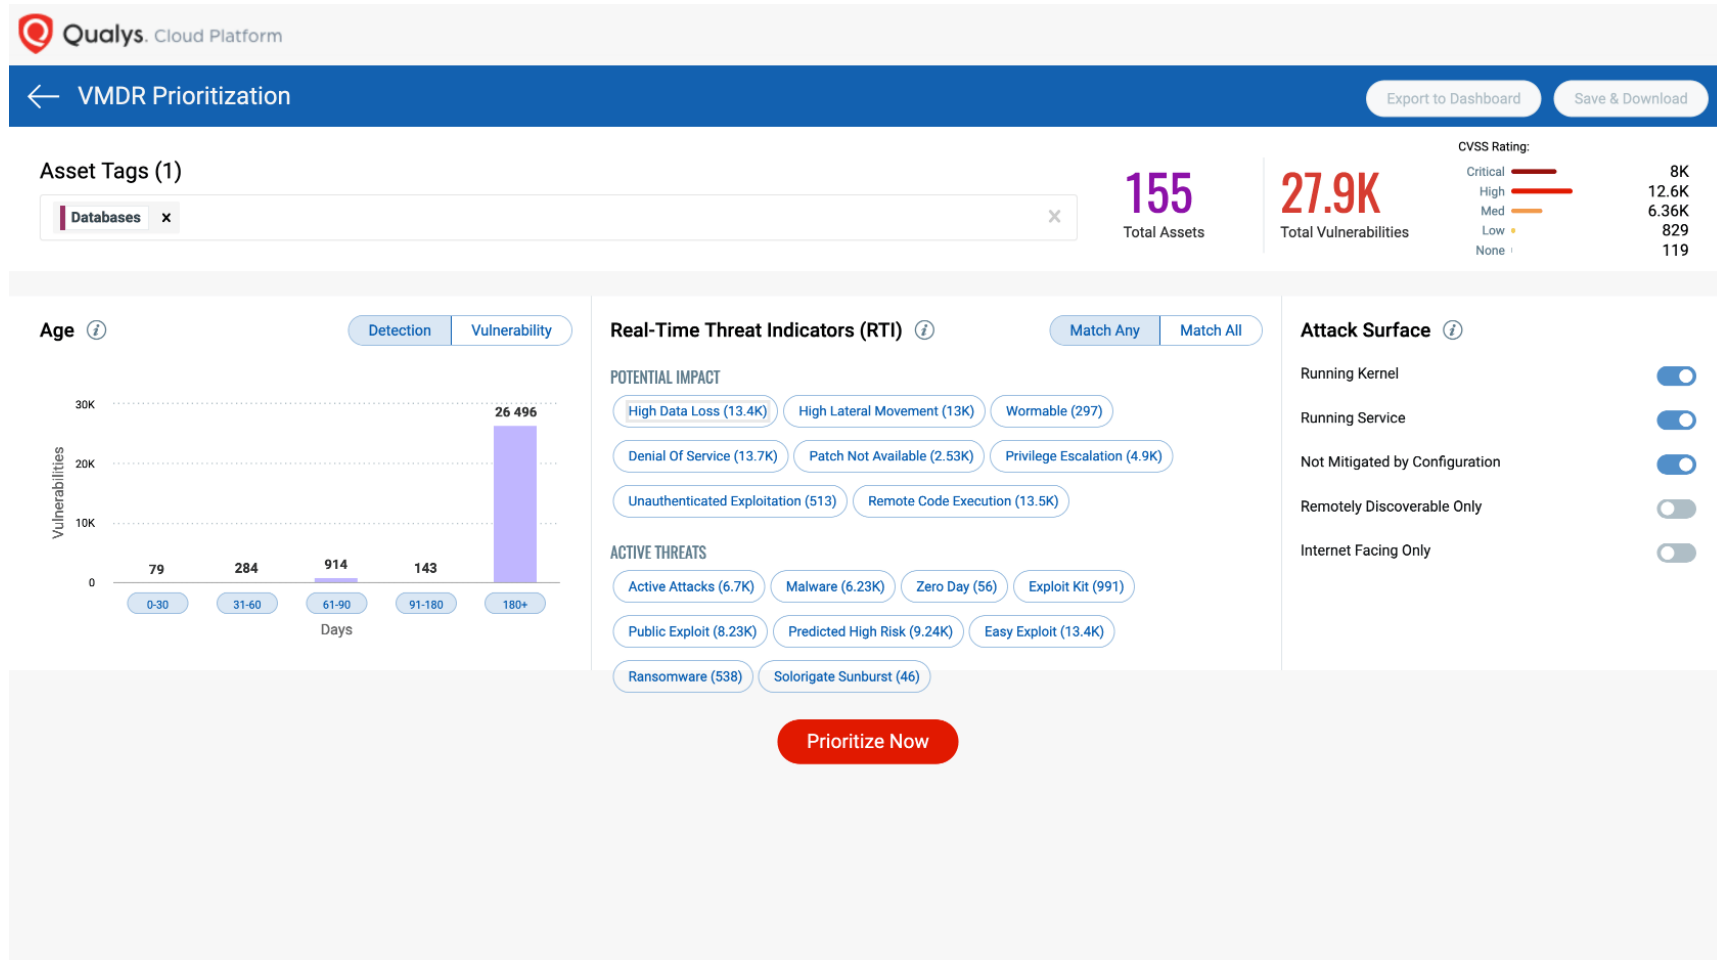 Qualys. Cloud Platform
VMDR Prioritization
Export to Dashboard
Save & Download
Asset Tags (1)
Databases
155
Total Assets
27.9K
Total Vulnerabilities
CVSS Rating:
Critical 8K
High 12.6K
Med 6.36K
Low 829
None 119
Age
Detection Vulnerability
Vulnerabilities
30K
20K
10K
0
79 284 914 143 26 496
0-30 31-60 61-90 91-180 180+
Days
Real-Time Threat Indicators (RTI)
Match Any Match All
POTENTIAL IMPACT
High Data Loss (13.4K) High Lateral Movement (13K) Wormable (297)
Denial Of Service (13.7K) Patch Not Available (2.53K) Privilege Escalation (4.9K)
Unauthenticated Exploitation (513) Remote Code Execution (13.5K)
ACTIVE THREATS
Active Attacks (6.7K) Malware (6.23K) Zero Day (56) Exploit Kit (991)
Public Exploit (8.23K) Predicted High Risk (9.24K) Easy Exploit (13.4K)
Ransomware (538) Solorigate Sunburst (46)
Attack Surface
Running Kernel
Running Service
Not Mitigated by Configuration
Remotely Discoverable Only
Internet Facing Only
Prioritize Now